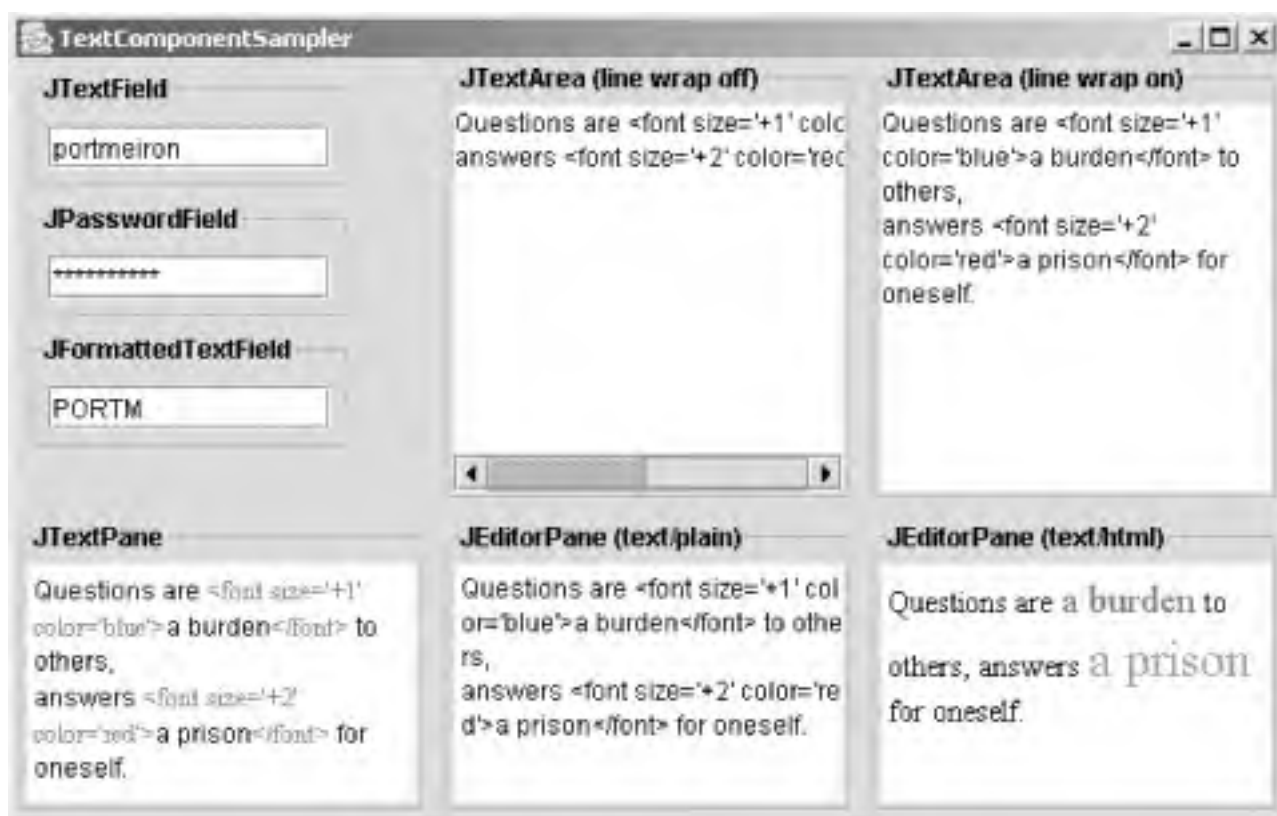 TextComponentSampler
JTextField
portmeiron
JPasswordField
**********
JFormattedTextField
PORTM
JTextArea (line wrap off)
Questions are <font size='+1' colc
answers <font size='+2' color='rec
JTextArea (line wrap on)
Questions are <font size='+1'
color='blue'>a burden</font> to
others,
answers <font size='+2'
color='red'>a prison</font> for
oneself.
JTextPane
Questions are <font size='+1'
color='blue'>a burden</font> to
others,
answers <font size='+2'
color='red'>a prison</font> for
oneself.
JEditorPane (text/plain)
Questions are <font size='+1' col
or='blue'>a burden</font> to othe
rs,
answers <font size='+2' color='re
d'>a prison</font> for oneself.
JEditorPane (text/html)
Questions are a burden to
others, answers a prison
for oneself.